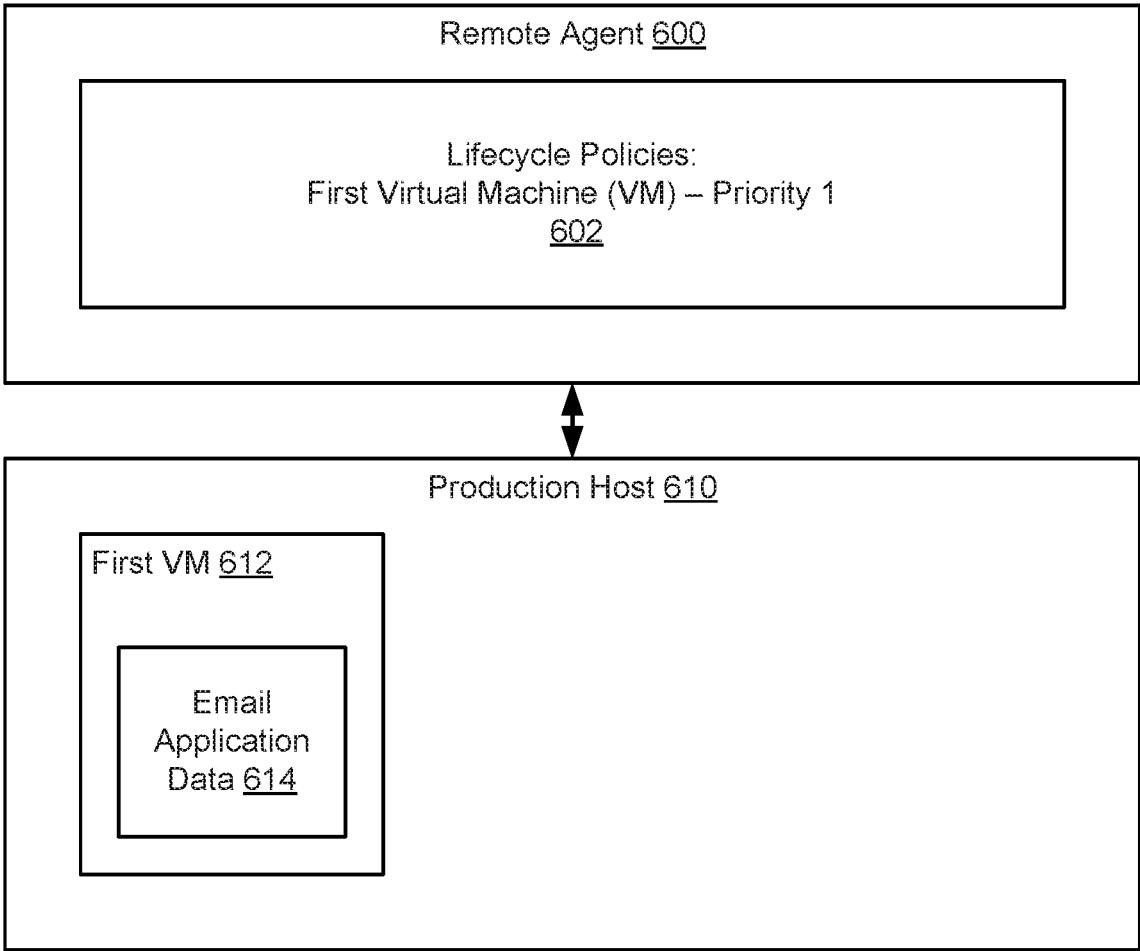 Remote Agent 600
Lifecycle Policies:
First Virtual Machine (VM) – Priority 1
602
Production Host 610
First VM 612
Email
Application
Data 614